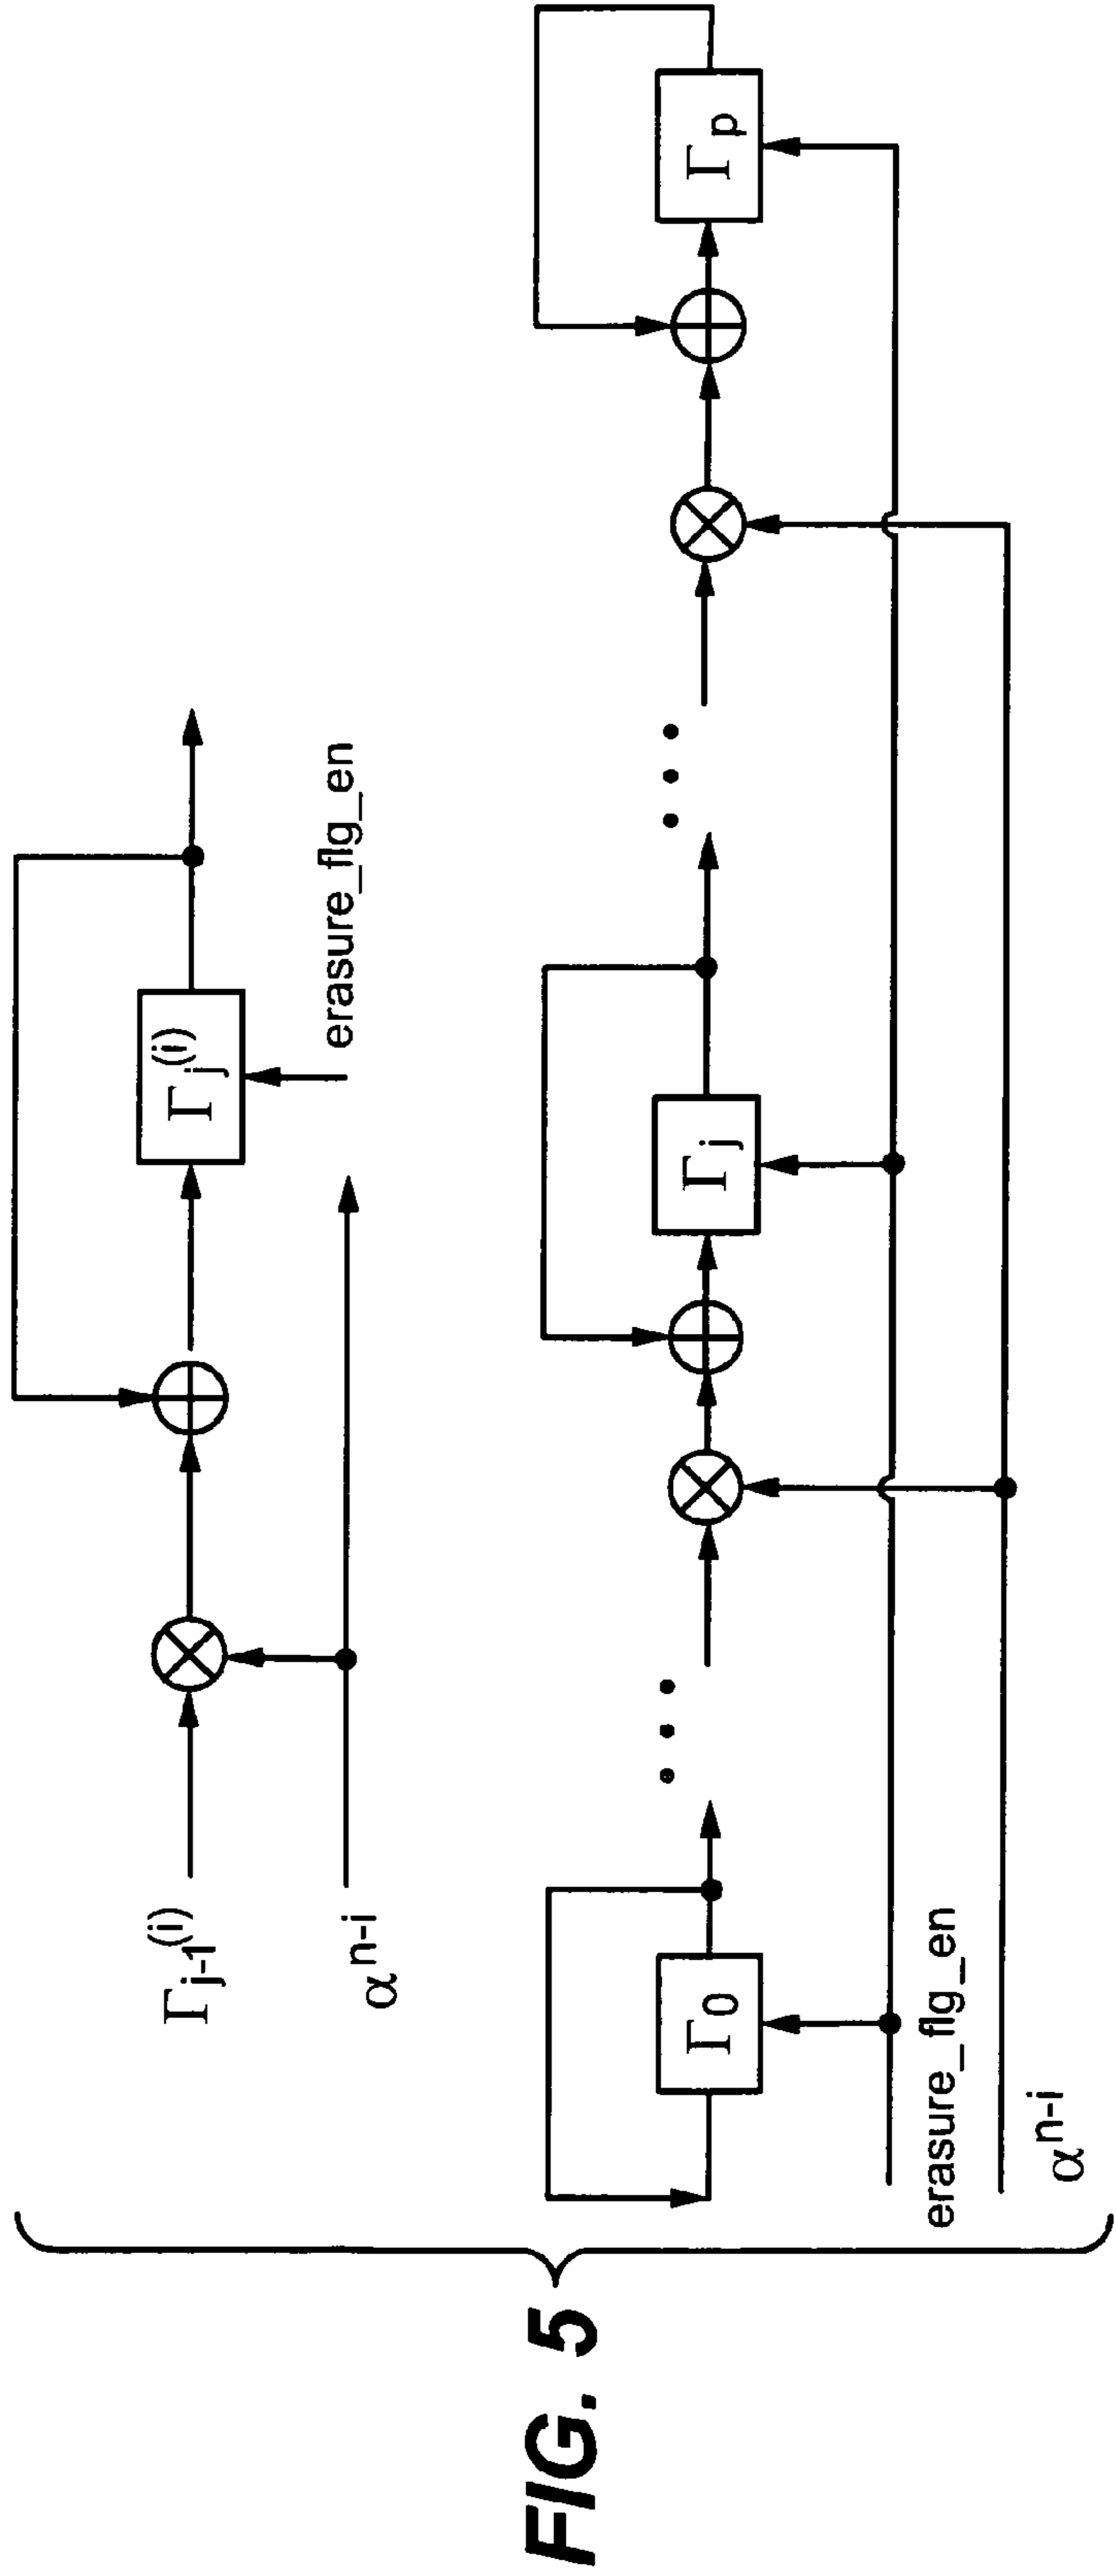 FIG. 5
Γj-1(i)
αn-i
Γj(i)
erasure_flg_en
Γ0
• • •
Γj
• • •
Γp
erasure_flg_en
αn-i